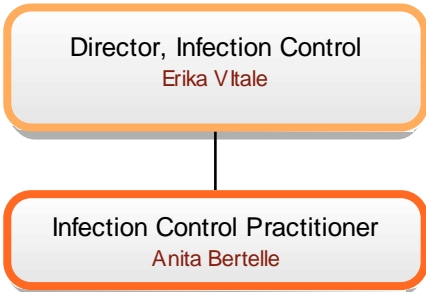 Director, Infection Control
Erika VItale
Infection Control Practitioner
Anita Bertelle